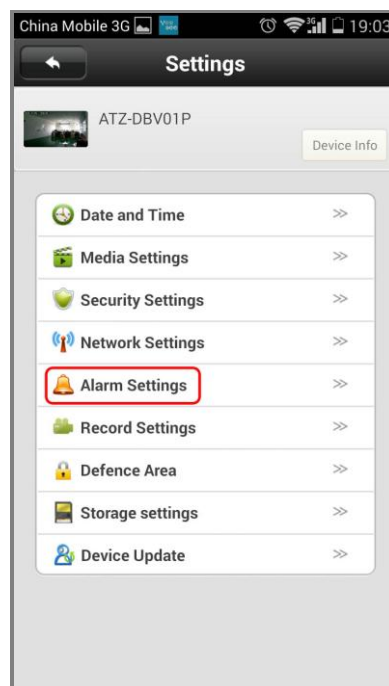 China Mobile 3G 3G 19:03
Settings
ATZ-DBV01P
Device Info
Date and Time
Media Settings
Security Settings
Network Settings
Alarm Settings
Record Settings
Defence Area
Storage settings
Device Update